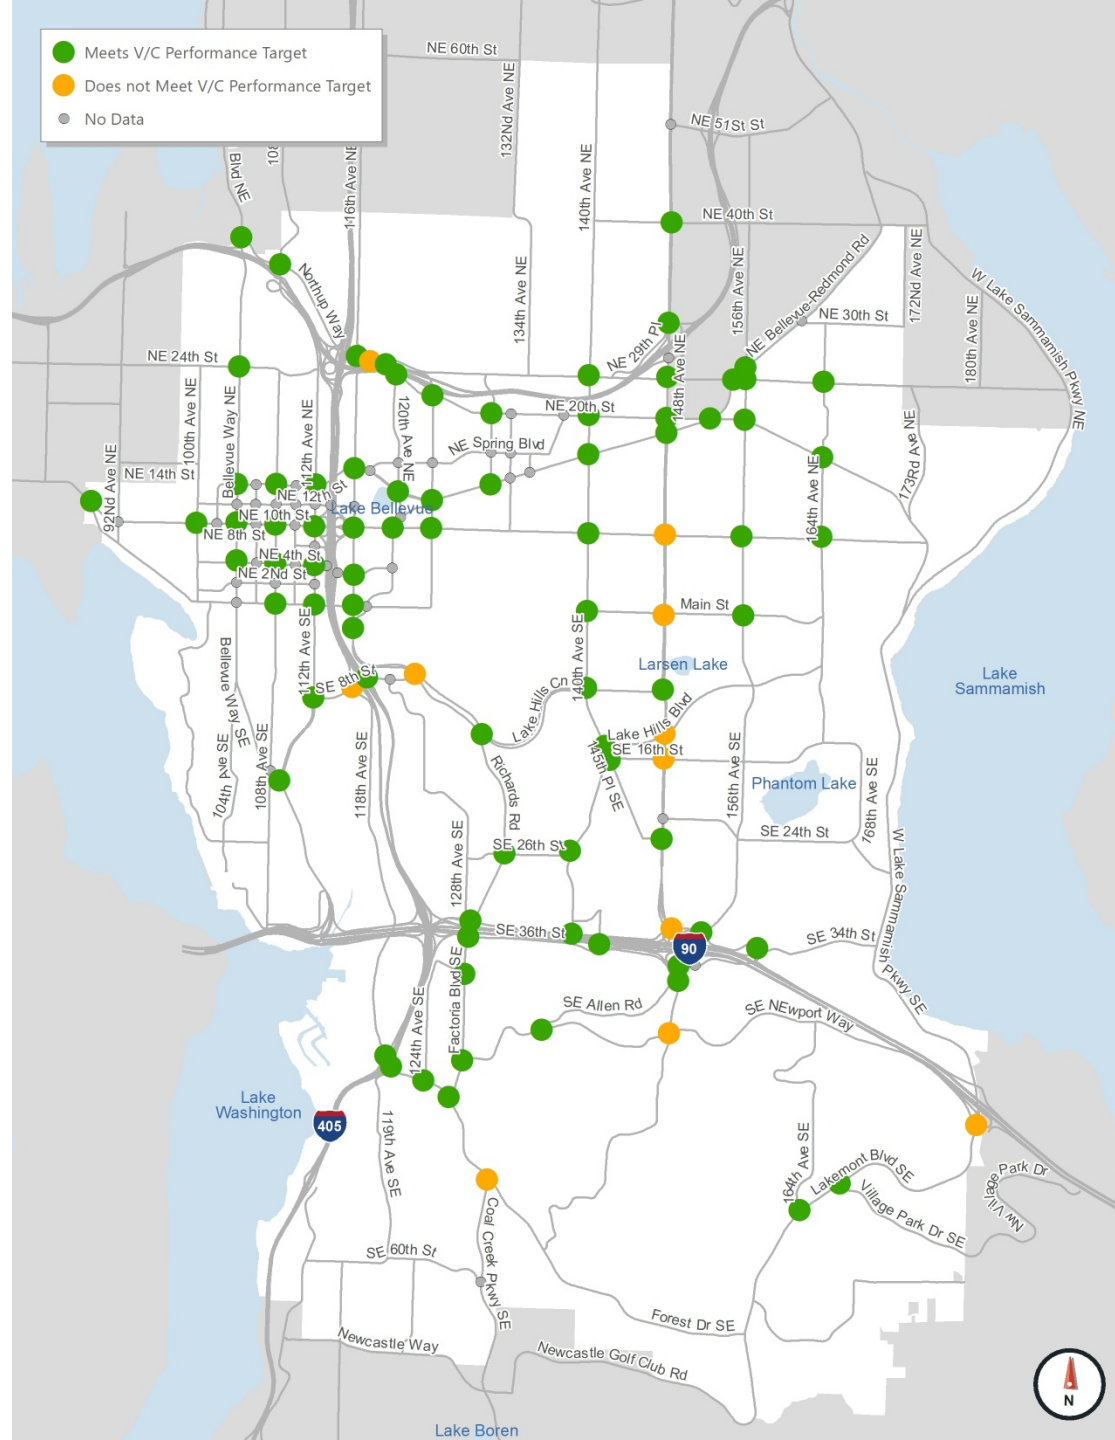 Meets V/C Performance Target
Does not Meet V/C Performance Target
No Data
NE 60th St
132Nd Ave NE
NE 51St St
Blvd NE
116th Ave NE
140th Ave NE
NE 40th St
Northup Way
134th Ave NE
156th Ave NE
NE Bellevue-Redmond Rd
172Nd Ave NE
W Lake Sammamish Pkwy NE
NE 30th St
180th Ave NE
NE 29th Pl
148th Ave NE
NE 24th St
100th Ave NE
Bellevue Way NE
112th Ave NE
120th Ave NE
NE 20th St
NE Spring Blvd
173Rd Ave NE
164th Ave NE
92Nd Ave NE
NE 14th St
NE 12th St
Lake Bellevue
NE 10th St
NE 8th St
NE 4th St
NE 2Nd St
Main St
Larsen Lake
Lake
Sammamish
112th Ave SE
Bellevue Way SE
SE 8th St
140th Ave SE
Lake Hills Cn
Lake Hills Blvd
SE 16th St
145th Pl SE
104th Ave SE
108th Ave SE
118th Ave SE
Richards Rd
156th Ave SE
Phantom Lake
168th Ave SE
SE 24th St
128th Ave SE
SE 26th St
W Lake Sammamish Pkwy SE
SE 36th St
SE 34th St
90
Factoria Blvd SE
124th Ave SE
SE Allen Rd
SE NEwport Way
Lake
Washington
405
119th Ave SE
164th Ave SE
Lakemont Blvd SE
Village Park Dr SE
NW Village Park Dr
Coal Creek Pkwy SE
SE 60th St
Forest Dr SE
Newcastle Way
Newcastle Golf Club Rd
Lake Boren
N